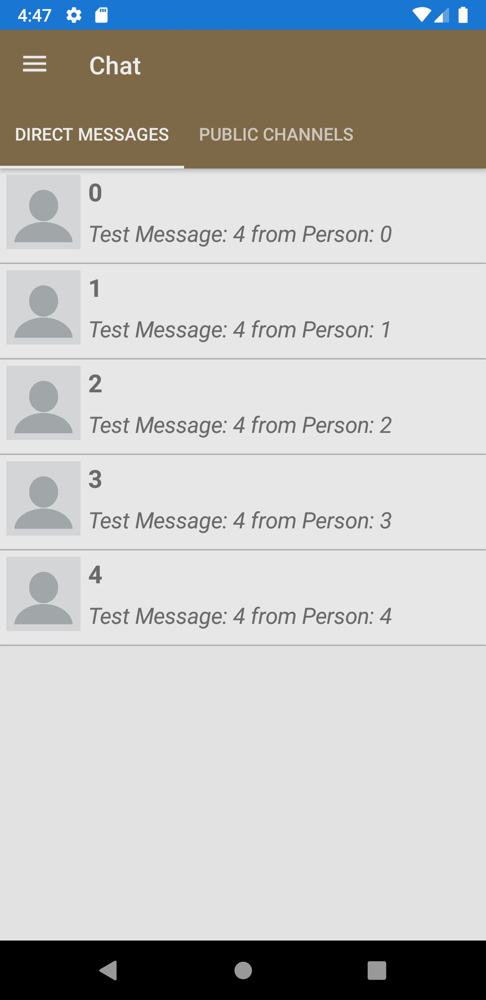 4:47
Chat
DIRECT MESSAGES PUBLIC CHANNELS
0
Test Message: 4 from Person: 0
1
Test Message: 4 from Person: 1
2
Test Message: 4 from Person: 2
3
Test Message: 4 from Person: 3
4
Test Message: 4 from Person: 4